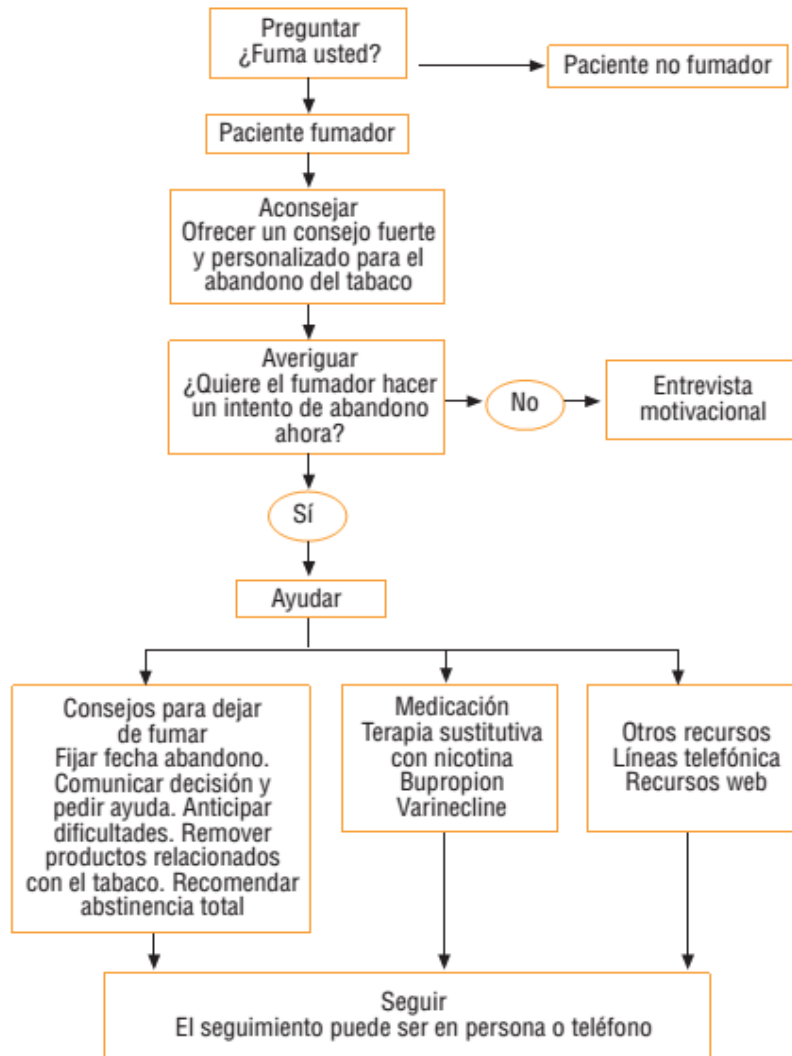 Preguntar
¿Fuma usted?
Paciente no fumador
Paciente fumador
Aconsejar
Ofrecer un consejo fuerte
y personalizado para el
abandono del tabaco
Averiguar
¿Quiere el fumador hacer
un intento de abandono
ahora?
No
Entrevista
motivacional
Sí
Ayudar
Consejos para dejar
de fumar
Fijar fecha abandono.
Comunicar decisión y
pedir ayuda. Anticipar
dificultades. Remover
productos relacionados
con el tabaco. Recomendar
abstinencia total
Medicación
Terapia sustitutiva
con nicotina
Bupropion
Varinecline
Otros recursos
Líneas telefónica
Recursos web
Seguir
El seguimiento puede ser en persona o teléfono